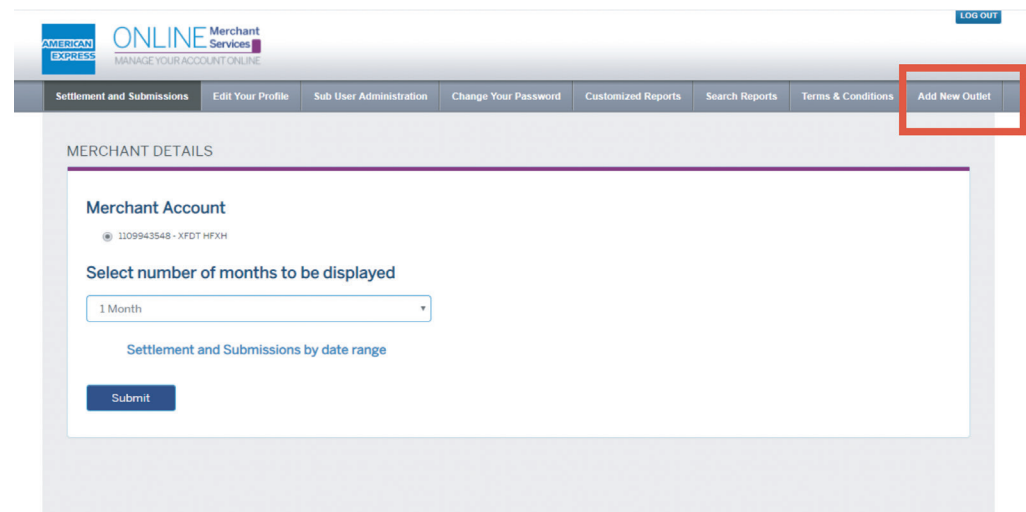 LOG OUT
AMERICAN
EXPRESS
ONLINE Merchant Services
MANAGE YOUR ACCOUNT ONLINE
Settlement and Submissions Edit Your Profile Sub User Administration Change Your Password Customized Reports Search Reports Terms & Conditions Add New Outlet
MERCHANT DETAILS
Merchant Account
1109943548 - XFDT HFXH
Select number of months to be displayed
1 Month
Settlement and Submissions by date range
Submit